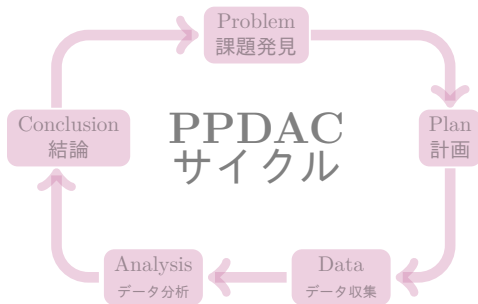 Problem
課題発見
Conclusion
結論
PPDAC
サイクル
Plan
計画
Analysis
データ分析
Data
データ収集